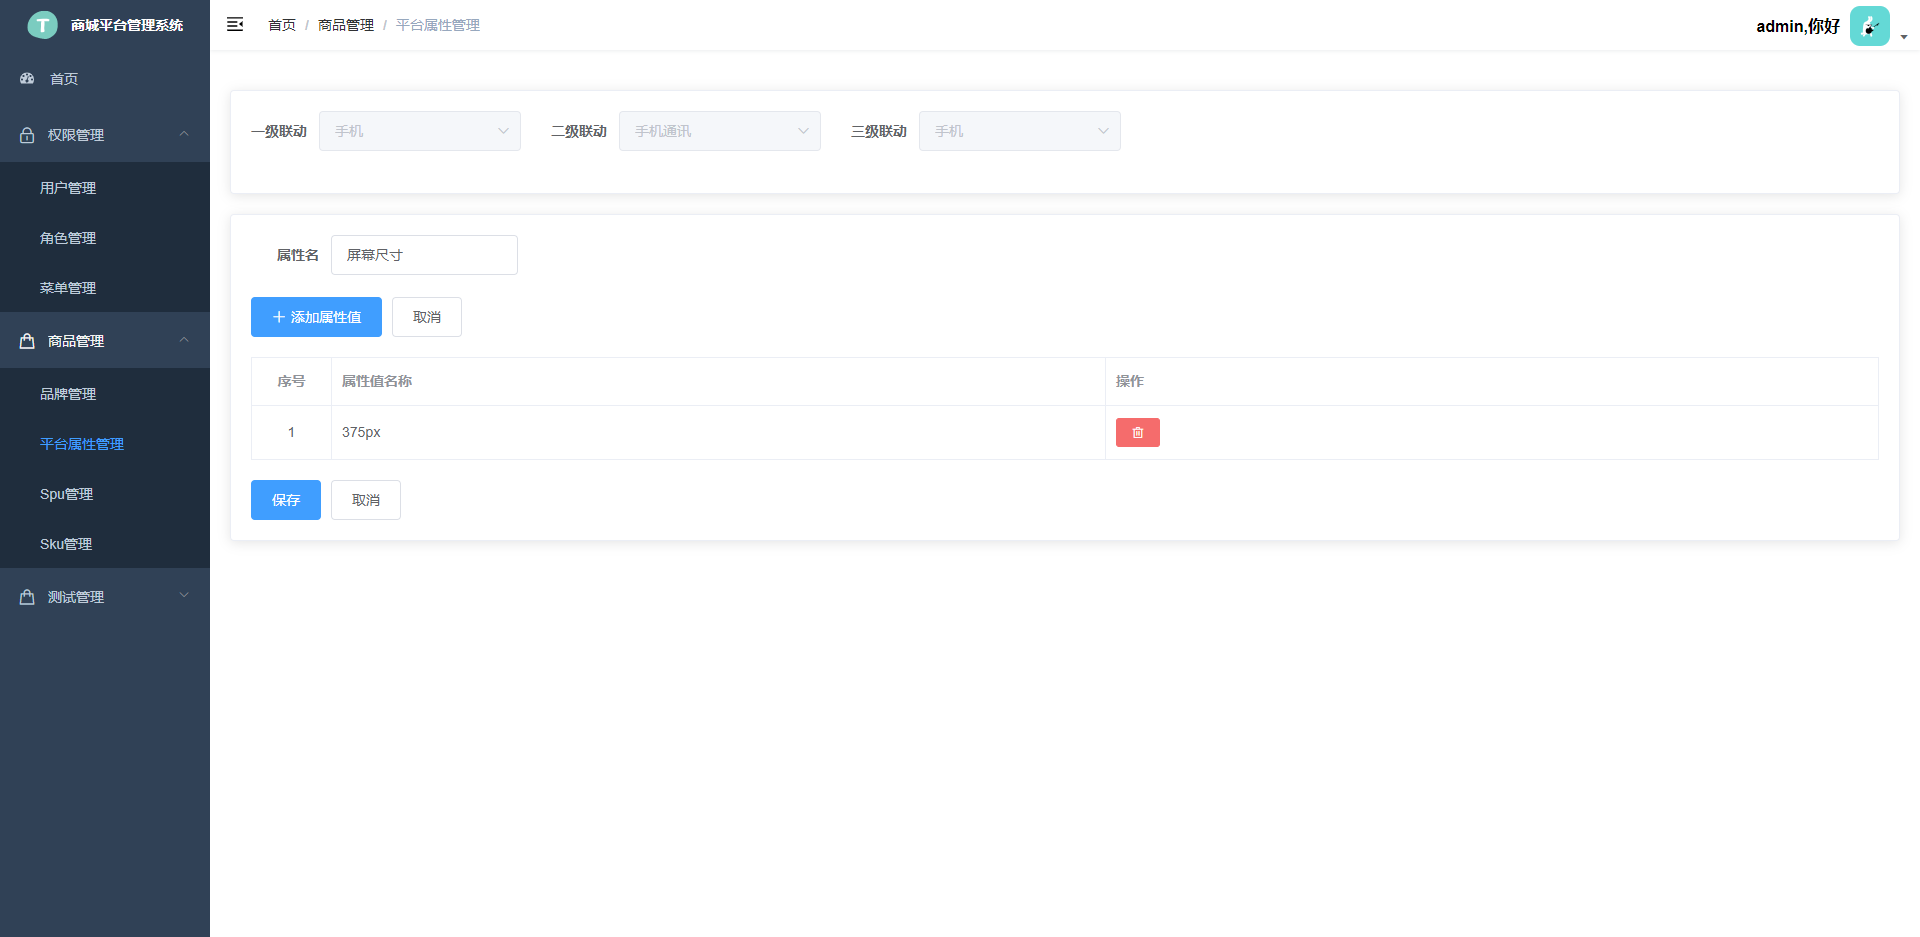 T 商城平台管理系统
首页 / 商品管理 / 平台属性管理
admin,你好
首页
权限管理
用户管理
角色管理
菜单管理
商品管理
品牌管理
平台属性管理
Spu管理
Sku管理
测试管理
一级联动 手机 二级联动 手机通讯 三级联动 手机
属性名 屏幕尺寸
添加属性值 取消
序号 属性值名称 操作
1 375px
保存 取消